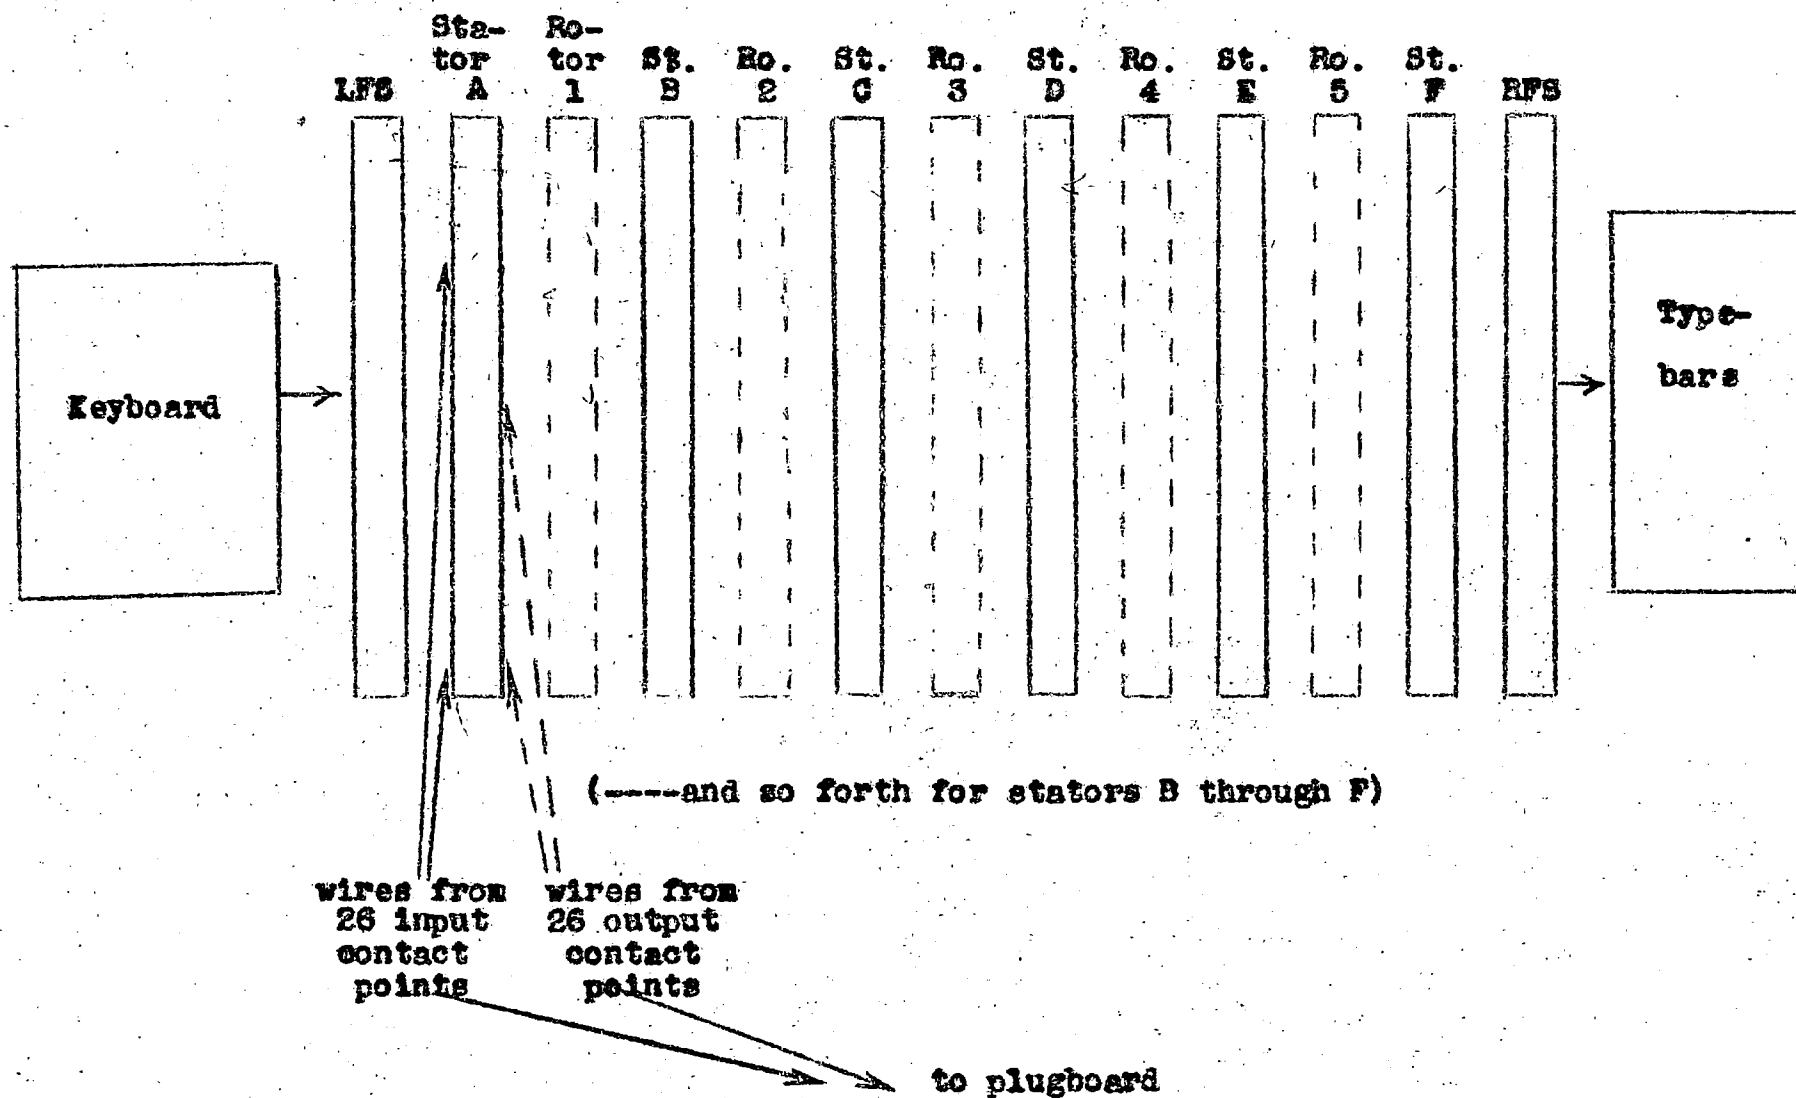 Sta-
tor
A
Ro-
tor
1
LFS
St.
B
Ro.
2
St.
C
Ro.
3
St.
D
Ro.
4
St.
E
Ro.
5
St.
F
RFS
Keyboard
Type-
bars
(----and so forth for stators B through F)
wires from
26 input
contact
points
wires from
26 output
contact
points
to plugboard